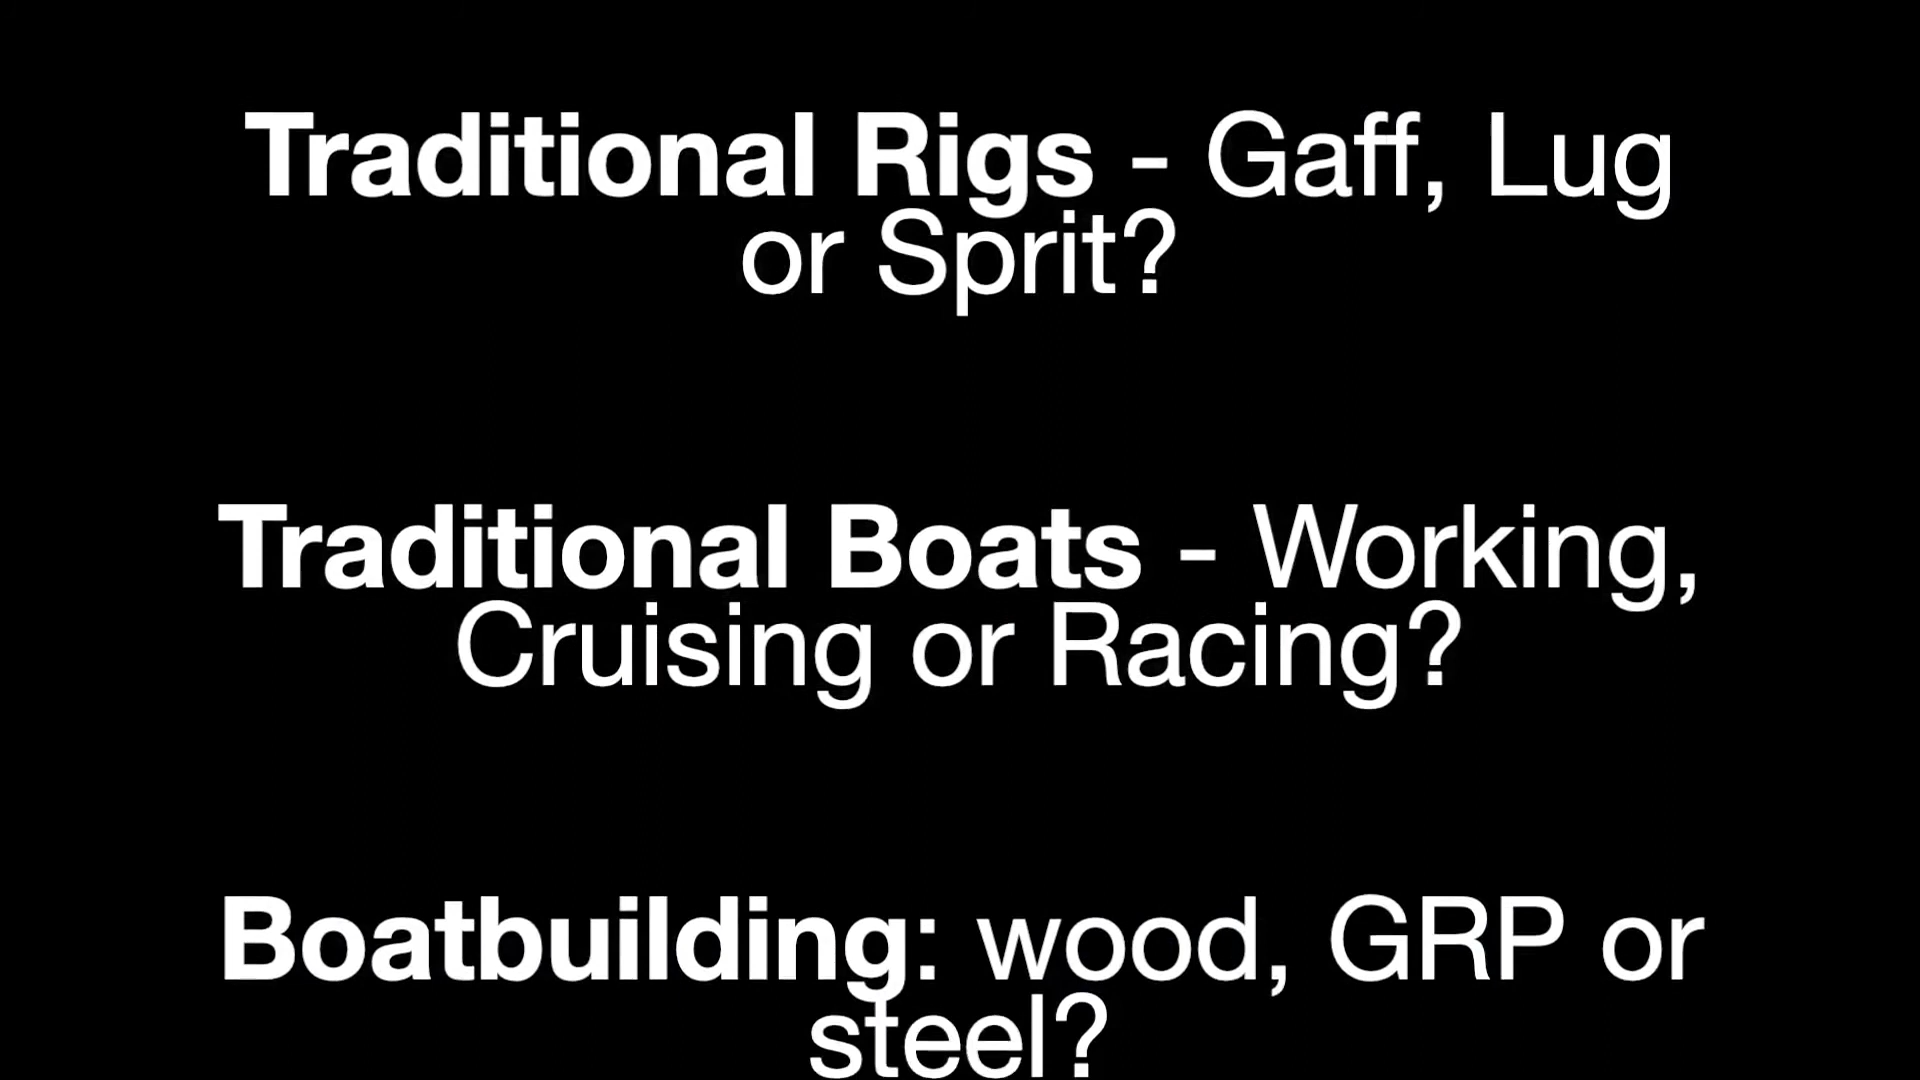 Traditional Rigs - Gaff, Lug
or Sprit?
Traditional Boats - Working,
Cruising or Racing?
Boatbuilding: wood, GRP or
steel?